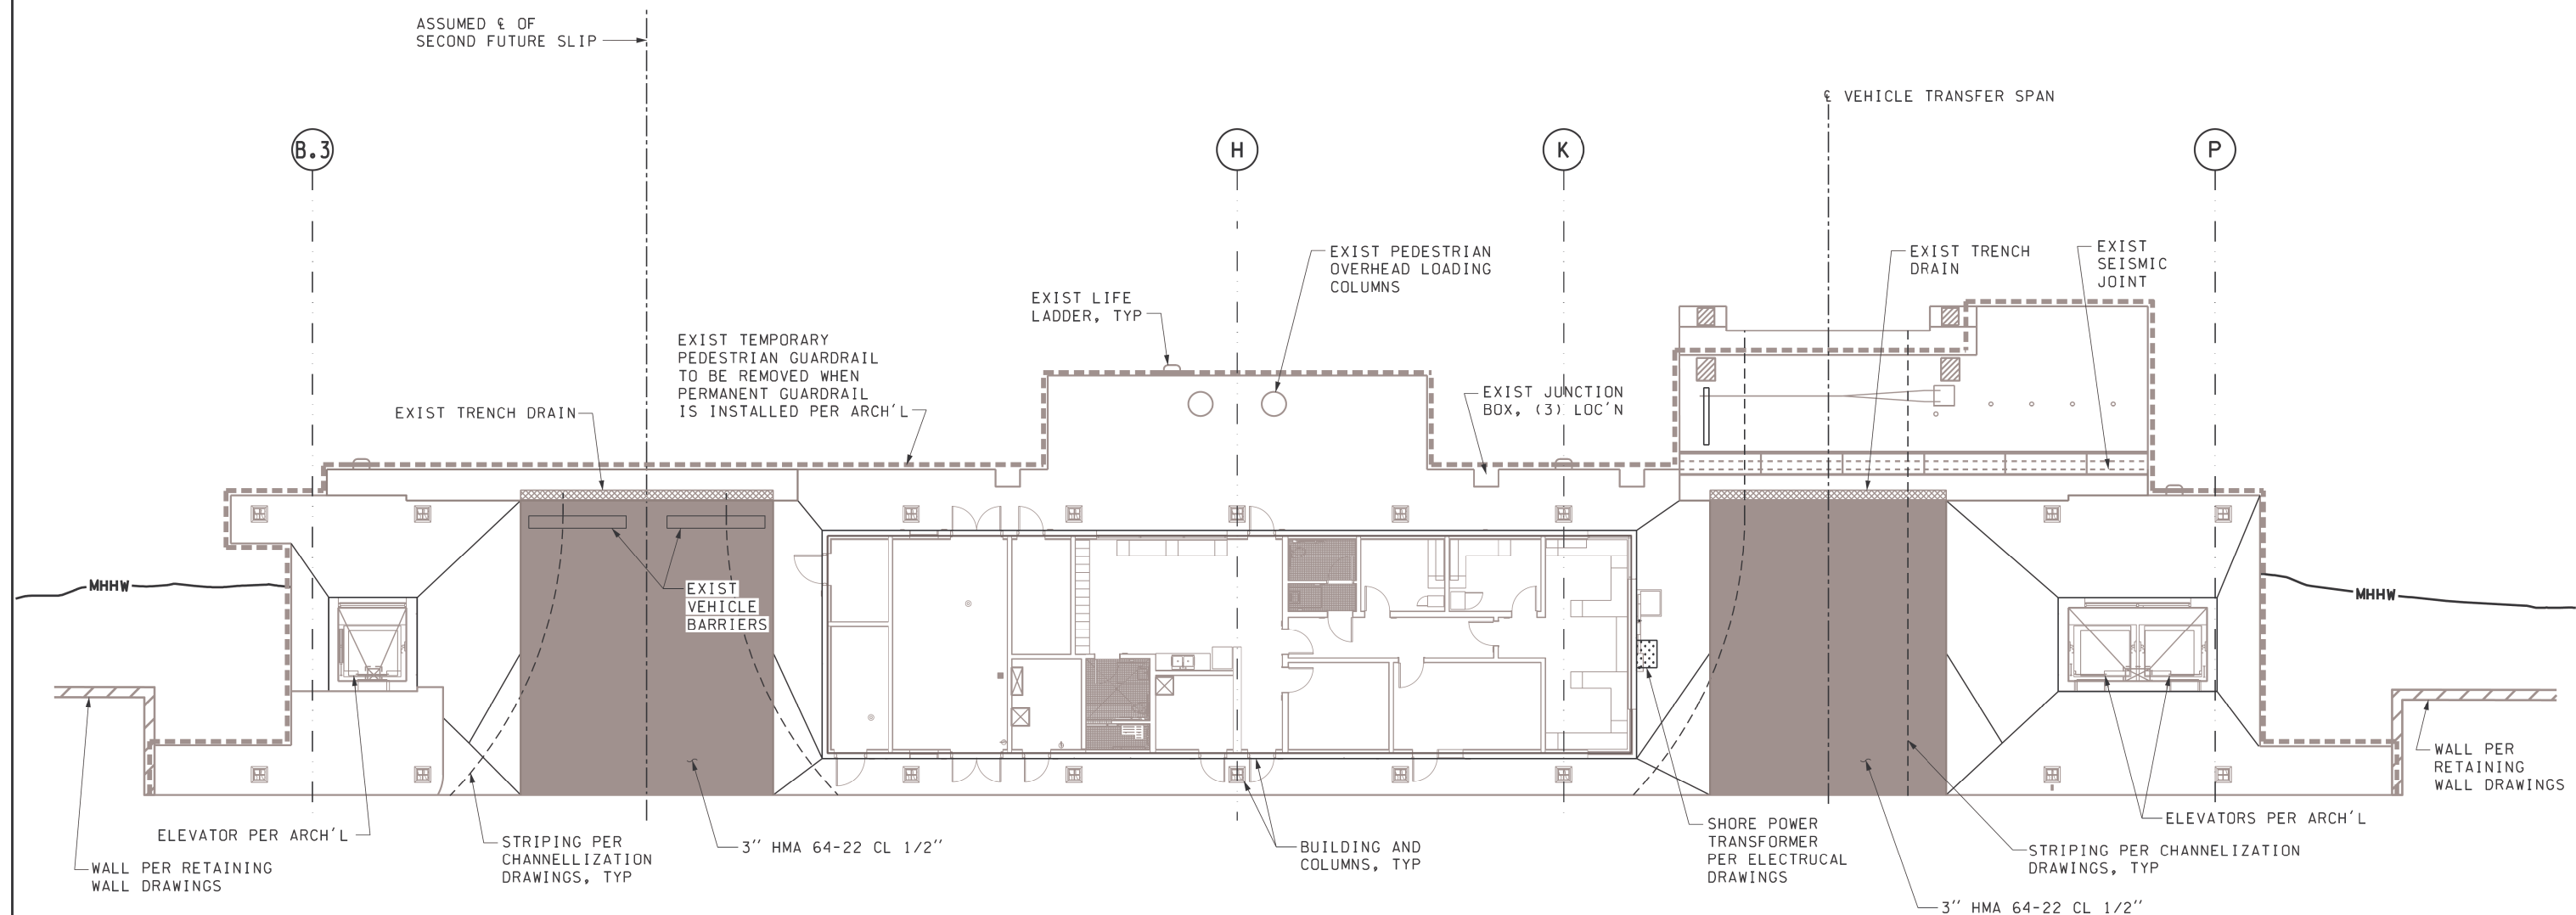 ASSUMED ℄ OF
SECOND FUTURE SLIP
℄ VEHICLE TRANSFER SPAN
B.3
H
K
P
EXIST PEDESTRIAN
OVERHEAD LOADING
COLUMNS
EXIST TRENCH
DRAIN
EXIST
SEISMIC
JOINT
EXIST LIFE
LADDER, TYP
EXIST TEMPORARY
PEDESTRIAN GUARDRAIL
TO BE REMOVED WHEN
PERMANENT GUARDRAIL
IS INSTALLED PER ARCH'L
EXIST JUNCTION
BOX, (3) LOC'N
EXIST TRENCH DRAIN
MHHW
EXIST
VEHICLE
BARRIERS
MHHW
WALL PER
RETAINING
WALL DRAWINGS
ELEVATOR PER ARCH'L
WALL PER RETAINING
WALL DRAWINGS
STRIPING PER
CHANNELLIZATION
DRAWINGS, TYP
3" HMA 64-22 CL 1/2"
BUILDING AND
COLUMNS, TYP
SHORE POWER
TRANSFORMER
PER ELECTRUCAL
DRAWINGS
ELEVATORS PER ARCH'L
STRIPING PER CHANNELIZATION
DRAWINGS, TYP
3" HMA 64-22 CL 1/2"